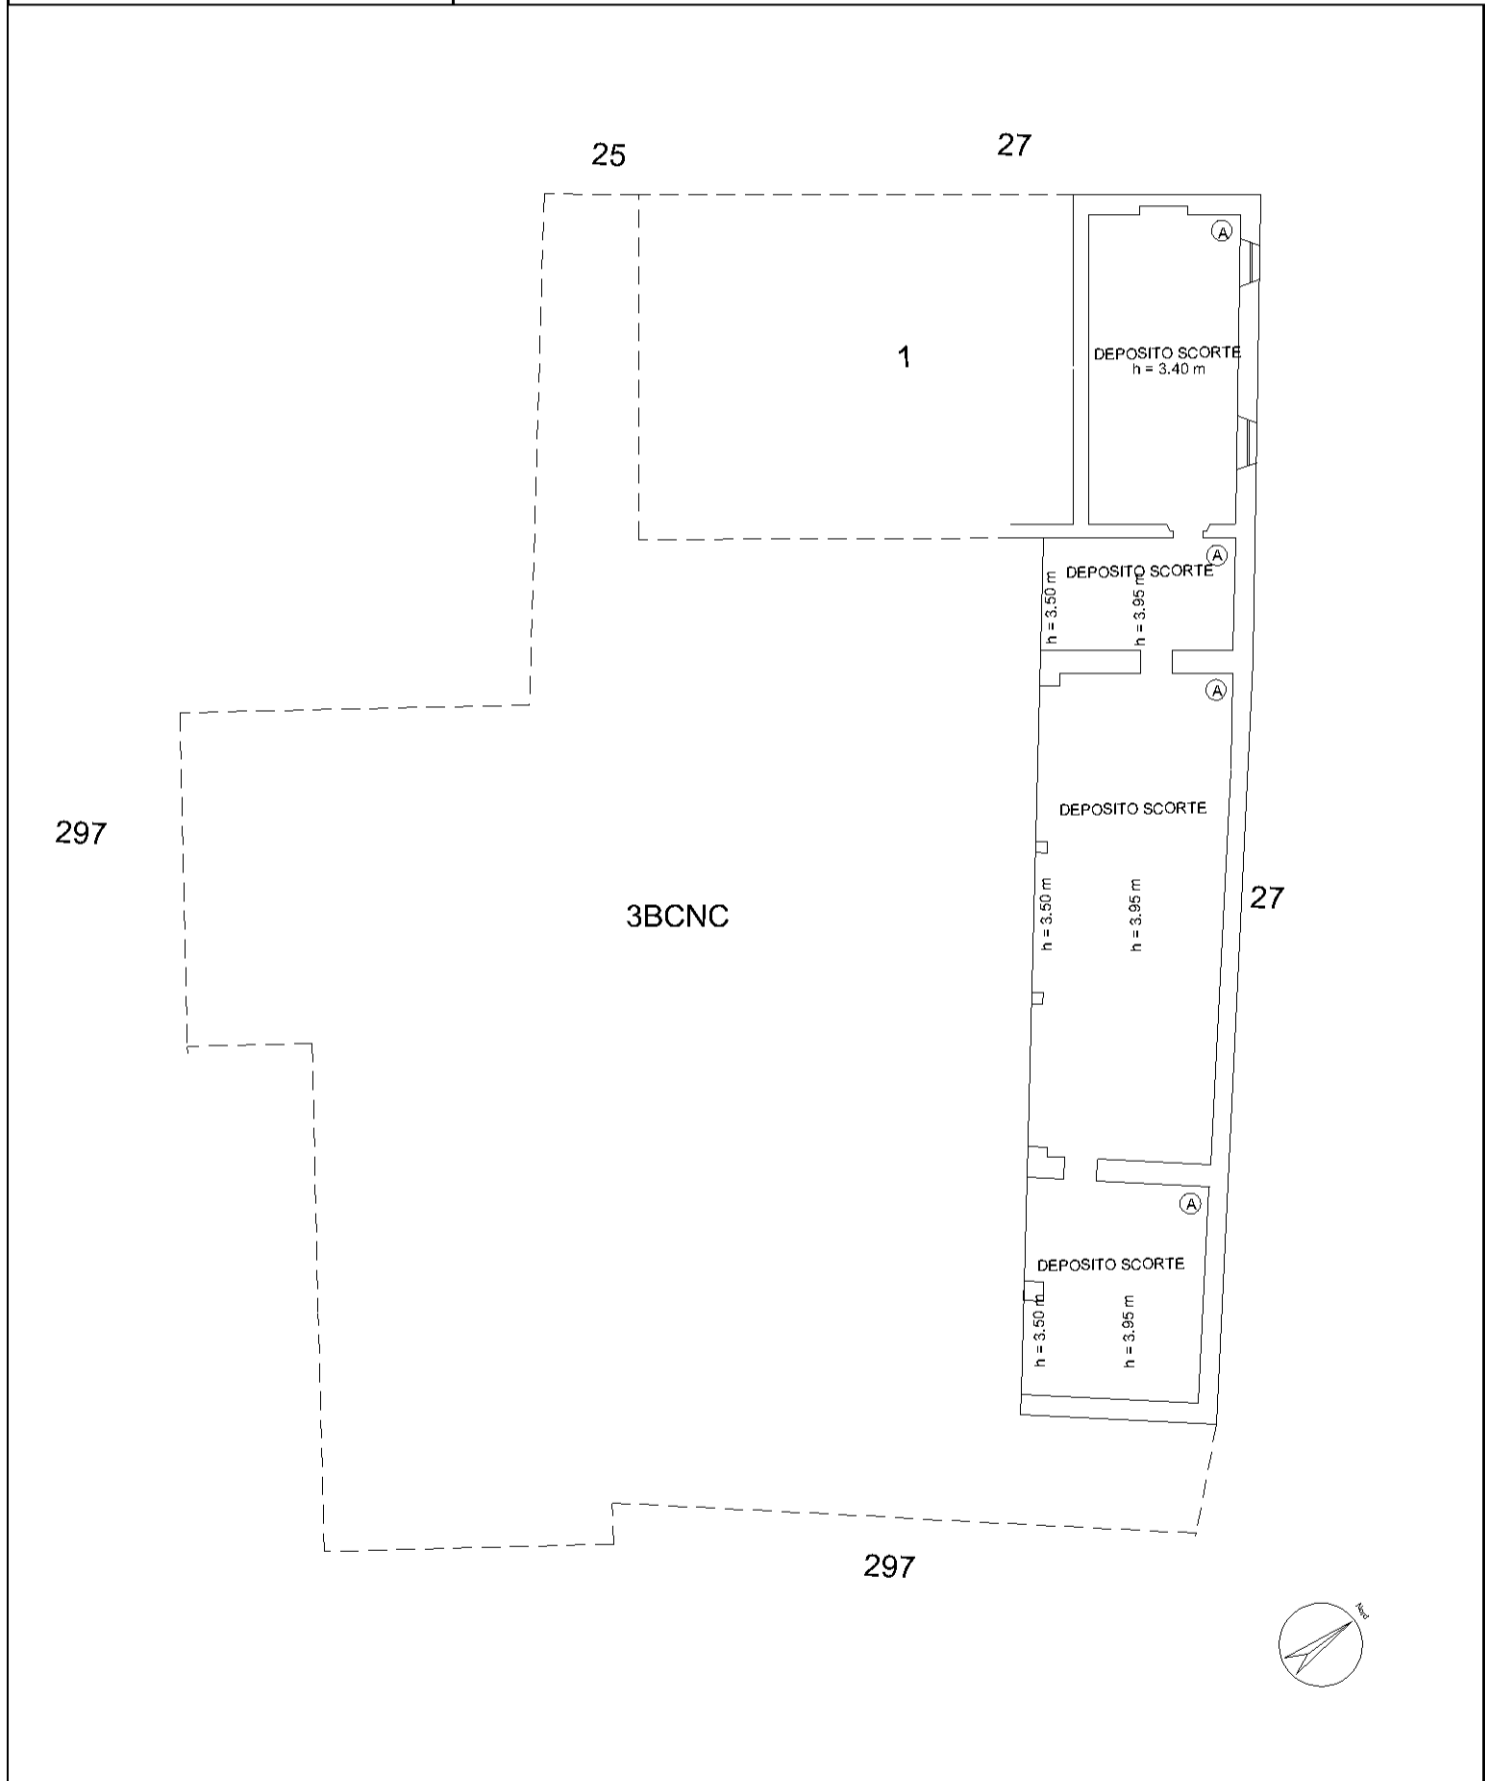 25
27
A
1
DEPOSITO SCORTE
h = 3.40 m
A
DEPOSITO SCORTE
h = 3.50 m
h = 3.95 m
A
DEPOSITO SCORTE
297
h = 3.50 m
h = 3.95 m
27
3BCNC
A
DEPOSITO SCORTE
h = 3.50 m
h = 3.95 m
297
Nord